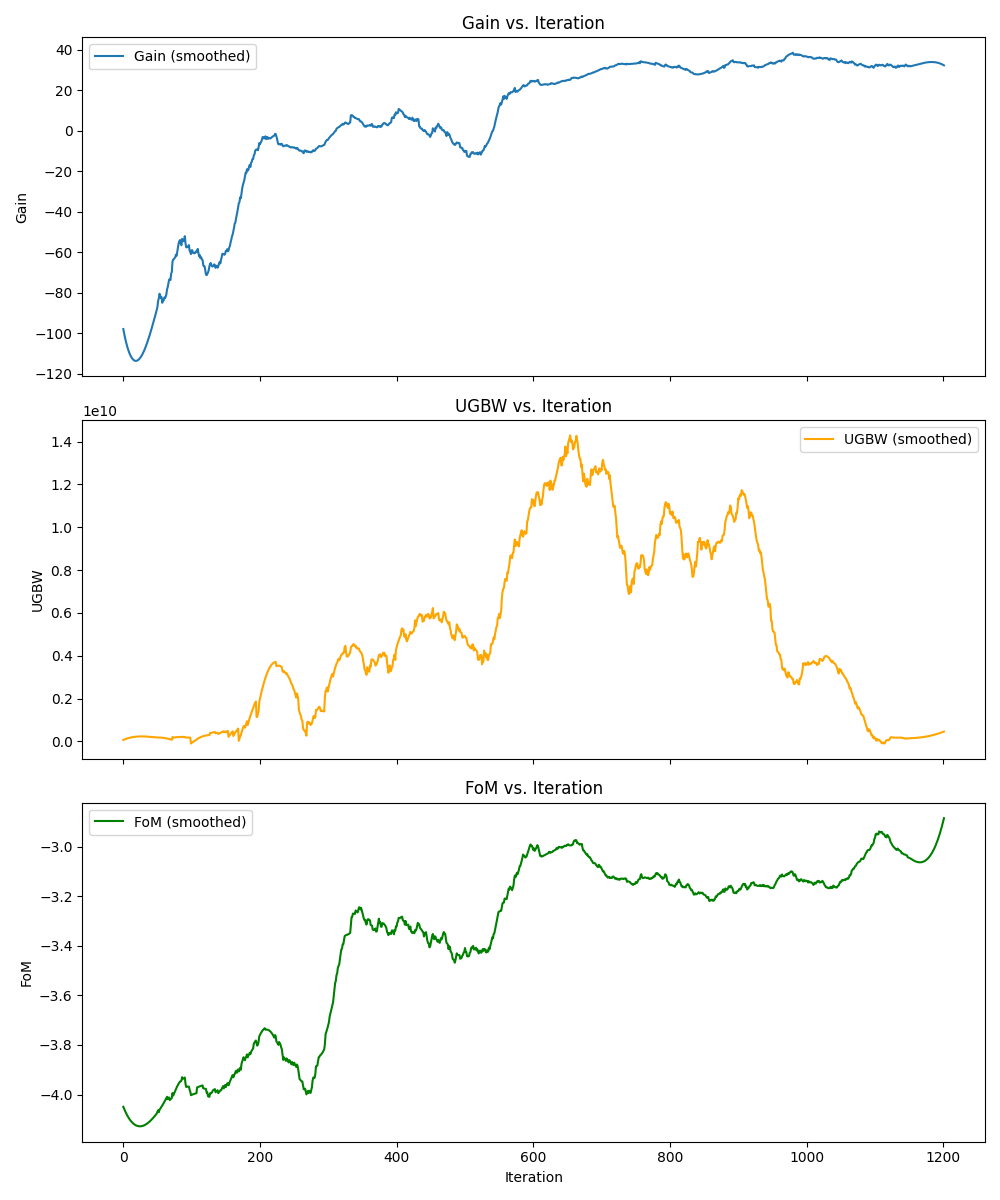 Gain vs. Iteration
Gain (smoothed)
40
20
0
−20
−40
−60
−80
−100
−120
Gain
UGBW vs. Iteration
1e10
UGBW (smoothed)
1.4
1.2
1.0
0.8
0.6
0.4
0.2
0.0
UGBW
FoM vs. Iteration
FoM (smoothed)
−3.0
−3.2
−3.4
−3.6
−3.8
−4.0
FoM
0 200 400 600 800 1000 1200
Iteration